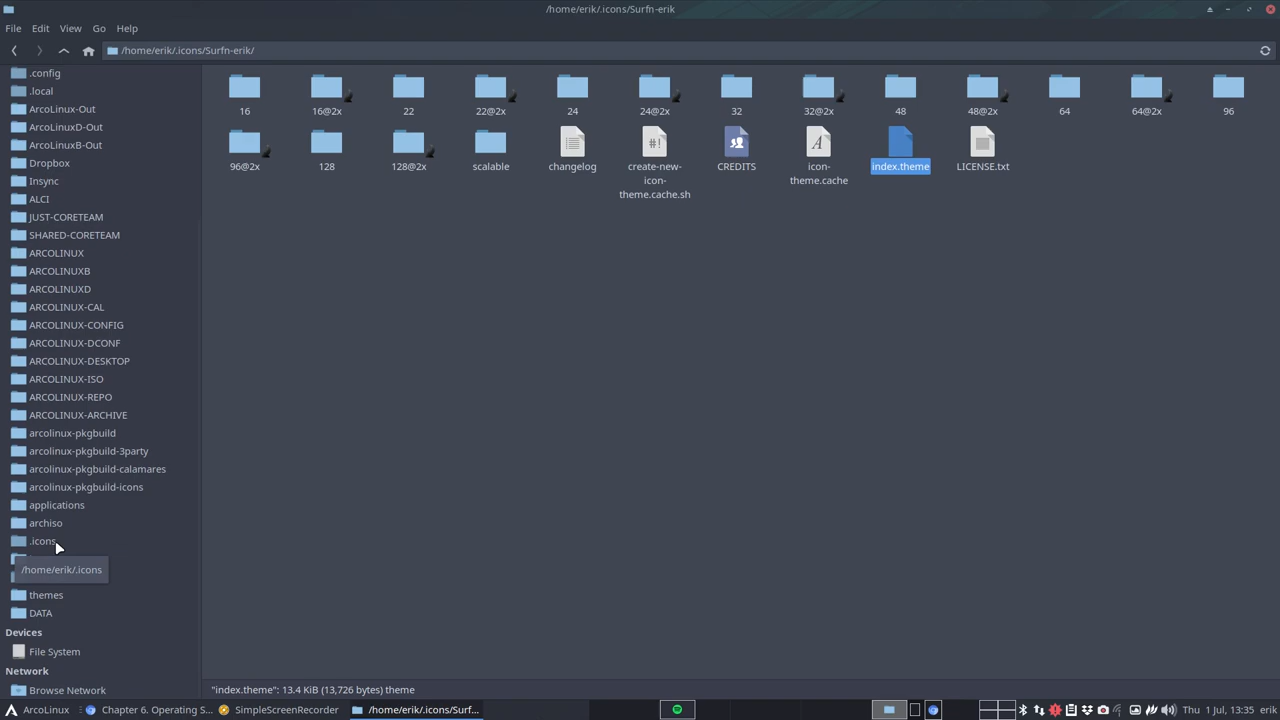 /home/erik/.icons/Surfn-erik
File Edit View Go Help
/home/erik/.icons/Surfn-erik/
.config
.local
ArcoLinux-Out
ArcoLinuxD-Out
ArcoLinuxB-Out
Dropbox
Insync
ALCI
JUST-CORETEAM
SHARED-CORETEAM
ARCOLINUX
ARCOLINUXB
ARCOLINUXD
ARCOLINUX-CAL
ARCOLINUX-CONFIG
ARCOLINUX-DCONF
ARCOLINUX-DESKTOP
ARCOLINUX-ISO
ARCOLINUX-REPO
ARCOLINUX-ARCHIVE
arcolinux-pkgbuild
arcolinux-pkgbuild-3party
arcolinux-pkgbuild-calamares
arcolinux-pkgbuild-icons
applications
archiso
.icons
/home/erik/.icons
themes
DATA
Devices
File System
Network
Browse Network
16 16@2x 22 22@2x 24 24@2x 32 32@2x 48 48@2x 64 64@2x 96
96@2x 128 128@2x scalable changelog create-new-icon-theme.cache.sh CREDITS icon-theme.cache index.theme LICENSE.txt
"index.theme": 13.4 KiB (13,726 bytes) theme
ArcoLinux Chapter 6. Operating S... SimpleScreenRecorder /home/erik/.icons/Surf... Thu 1 Jul, 13:35 erik